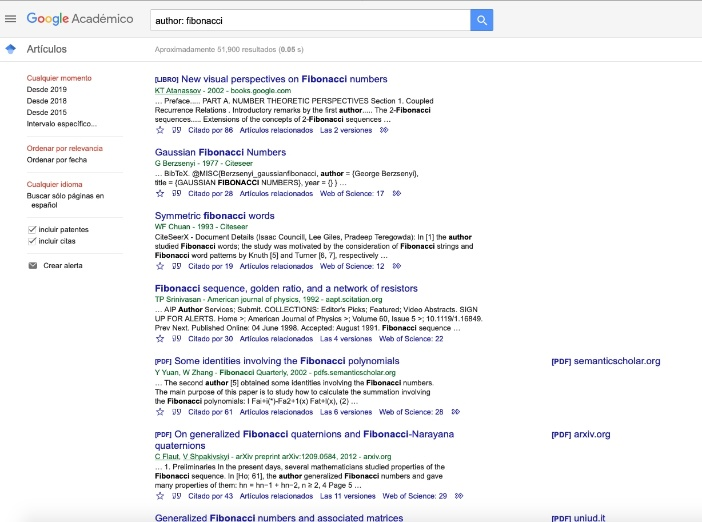 Google Académico
author: fibonacci
Artículos
Aproximadamente 51,900 resultados (0.05 s)
Cualquier momento
Desde 2019
Desde 2018
Desde 2015
Intervalo específico...
Ordenar por relevancia
Ordenar por fecha
Cualquier idioma
Buscar sólo páginas en
español
incluir patentes
incluir citas
Crear alerta
[LIBRO] New visual perspectives on Fibonacci numbers
KT Atanassov - 2002 - books.google.com
... Preface..... PART A. NUMBER THEORETIC PERSPECTIVES Section 1. Coupled
Recurrence Relations . Introductory remarks by the first author..... The 2-Fibonacci
sequences..... Extensions of the concepts of 2-Fibonacci sequences ...
Citado por 86 Artículos relacionados Las 2 versiones
Gaussian Fibonacci Numbers
G Berzsenyi - 1977 - Citeseer
... BibTeX. @MISC{Berzsenyi_gaussianfibonacci, author = {George Berzsenyi},
title = {GAUSSIAN FIBONACCI NUMBERS}, year = {} } ...
Citado por 28 Artículos relacionados Web of Science: 17
Symmetric fibonacci words
WF Chuan - 1993 - Citeseer
CiteSeerX - Document Details (Isaac Councill, Lee Giles, Pradeep Teregowda): In [1] the author
studied Fibonacci words; the study was motivated by the consideration of Fibonacci strings and
Fibonacci word patterns by Knuth [5] and Turner [6, 7], respectively ...
Citado por 19 Artículos relacionados Web of Science: 12
Fibonacci sequence, golden ratio, and a network of resistors
TP Srinivasan - American journal of physics, 1992 - aapt.scitation.org
... AIP Author Services; Submit. COLLECTIONS: Editor's Picks; Featured; Video Abstracts. SIGN
UP FOR ALERTS. Home >; American Journal of Physics >; Volume 60, Issue 5 >; 10.1119/1.16849.
Prev Next. Published Online: 04 June 1998. Accepted: August 1991. Fibonacci sequence ...
Citado por 30 Artículos relacionados Las 4 versiones Web of Science: 22
[PDF] Some identities involving the Fibonacci polynomials
[PDF] semanticscholar.org
Y Yuan, W Zhang - Fibonacci Quarterly, 2002 - pdfs.semanticscholar.org
... The second author [5] obtained some identities involving the Fibonacci numbers.
The main purpose of this paper is to study how to calculate the summation involving
the Fibonacci polynomials: I Fai+i(*)-Fa2+1(x) Fat+l(x), (2) ...
Citado por 61 Artículos relacionados Las 6 versiones Web of Science: 28
[PDF] On generalized Fibonacci quaternions and Fibonacci-Narayana
quaternions
[PDF] arxiv.org
C Flaut, V Shpakivskyi - arXiv preprint arXiv:1209.0584, 2012 - arxiv.org
... 1. Preliminaries In the present days, several mathematicians studied properties of the
Fibonacci sequence. In [Ho; 61], the author generalized Fibonacci numbers and gave
many properties of them: hn = hn−1 + hn−2, n ≥ 2, 4 Page 5 ...
Citado por 43 Artículos relacionados Las 11 versiones Web of Science: 29
Generalized Fibonacci numbers and associated matrices
[PDF] uniud.it